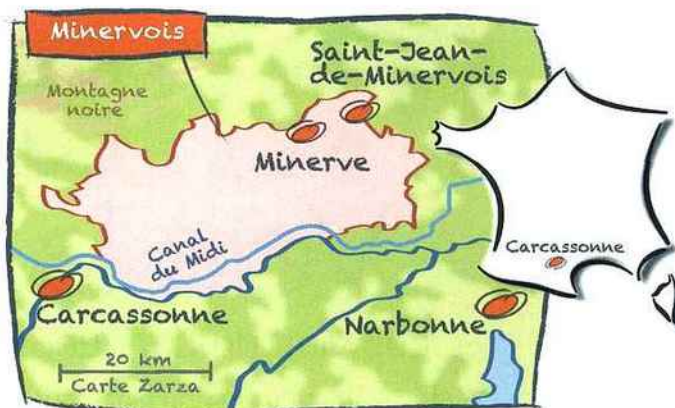 Minervois
Saint-Jean-
de-Minervois
Montagne
noire
Minerve
Canal
du Midi
Carcassonne
Carcassonne
Narbonne
20 km
Carte Zarza